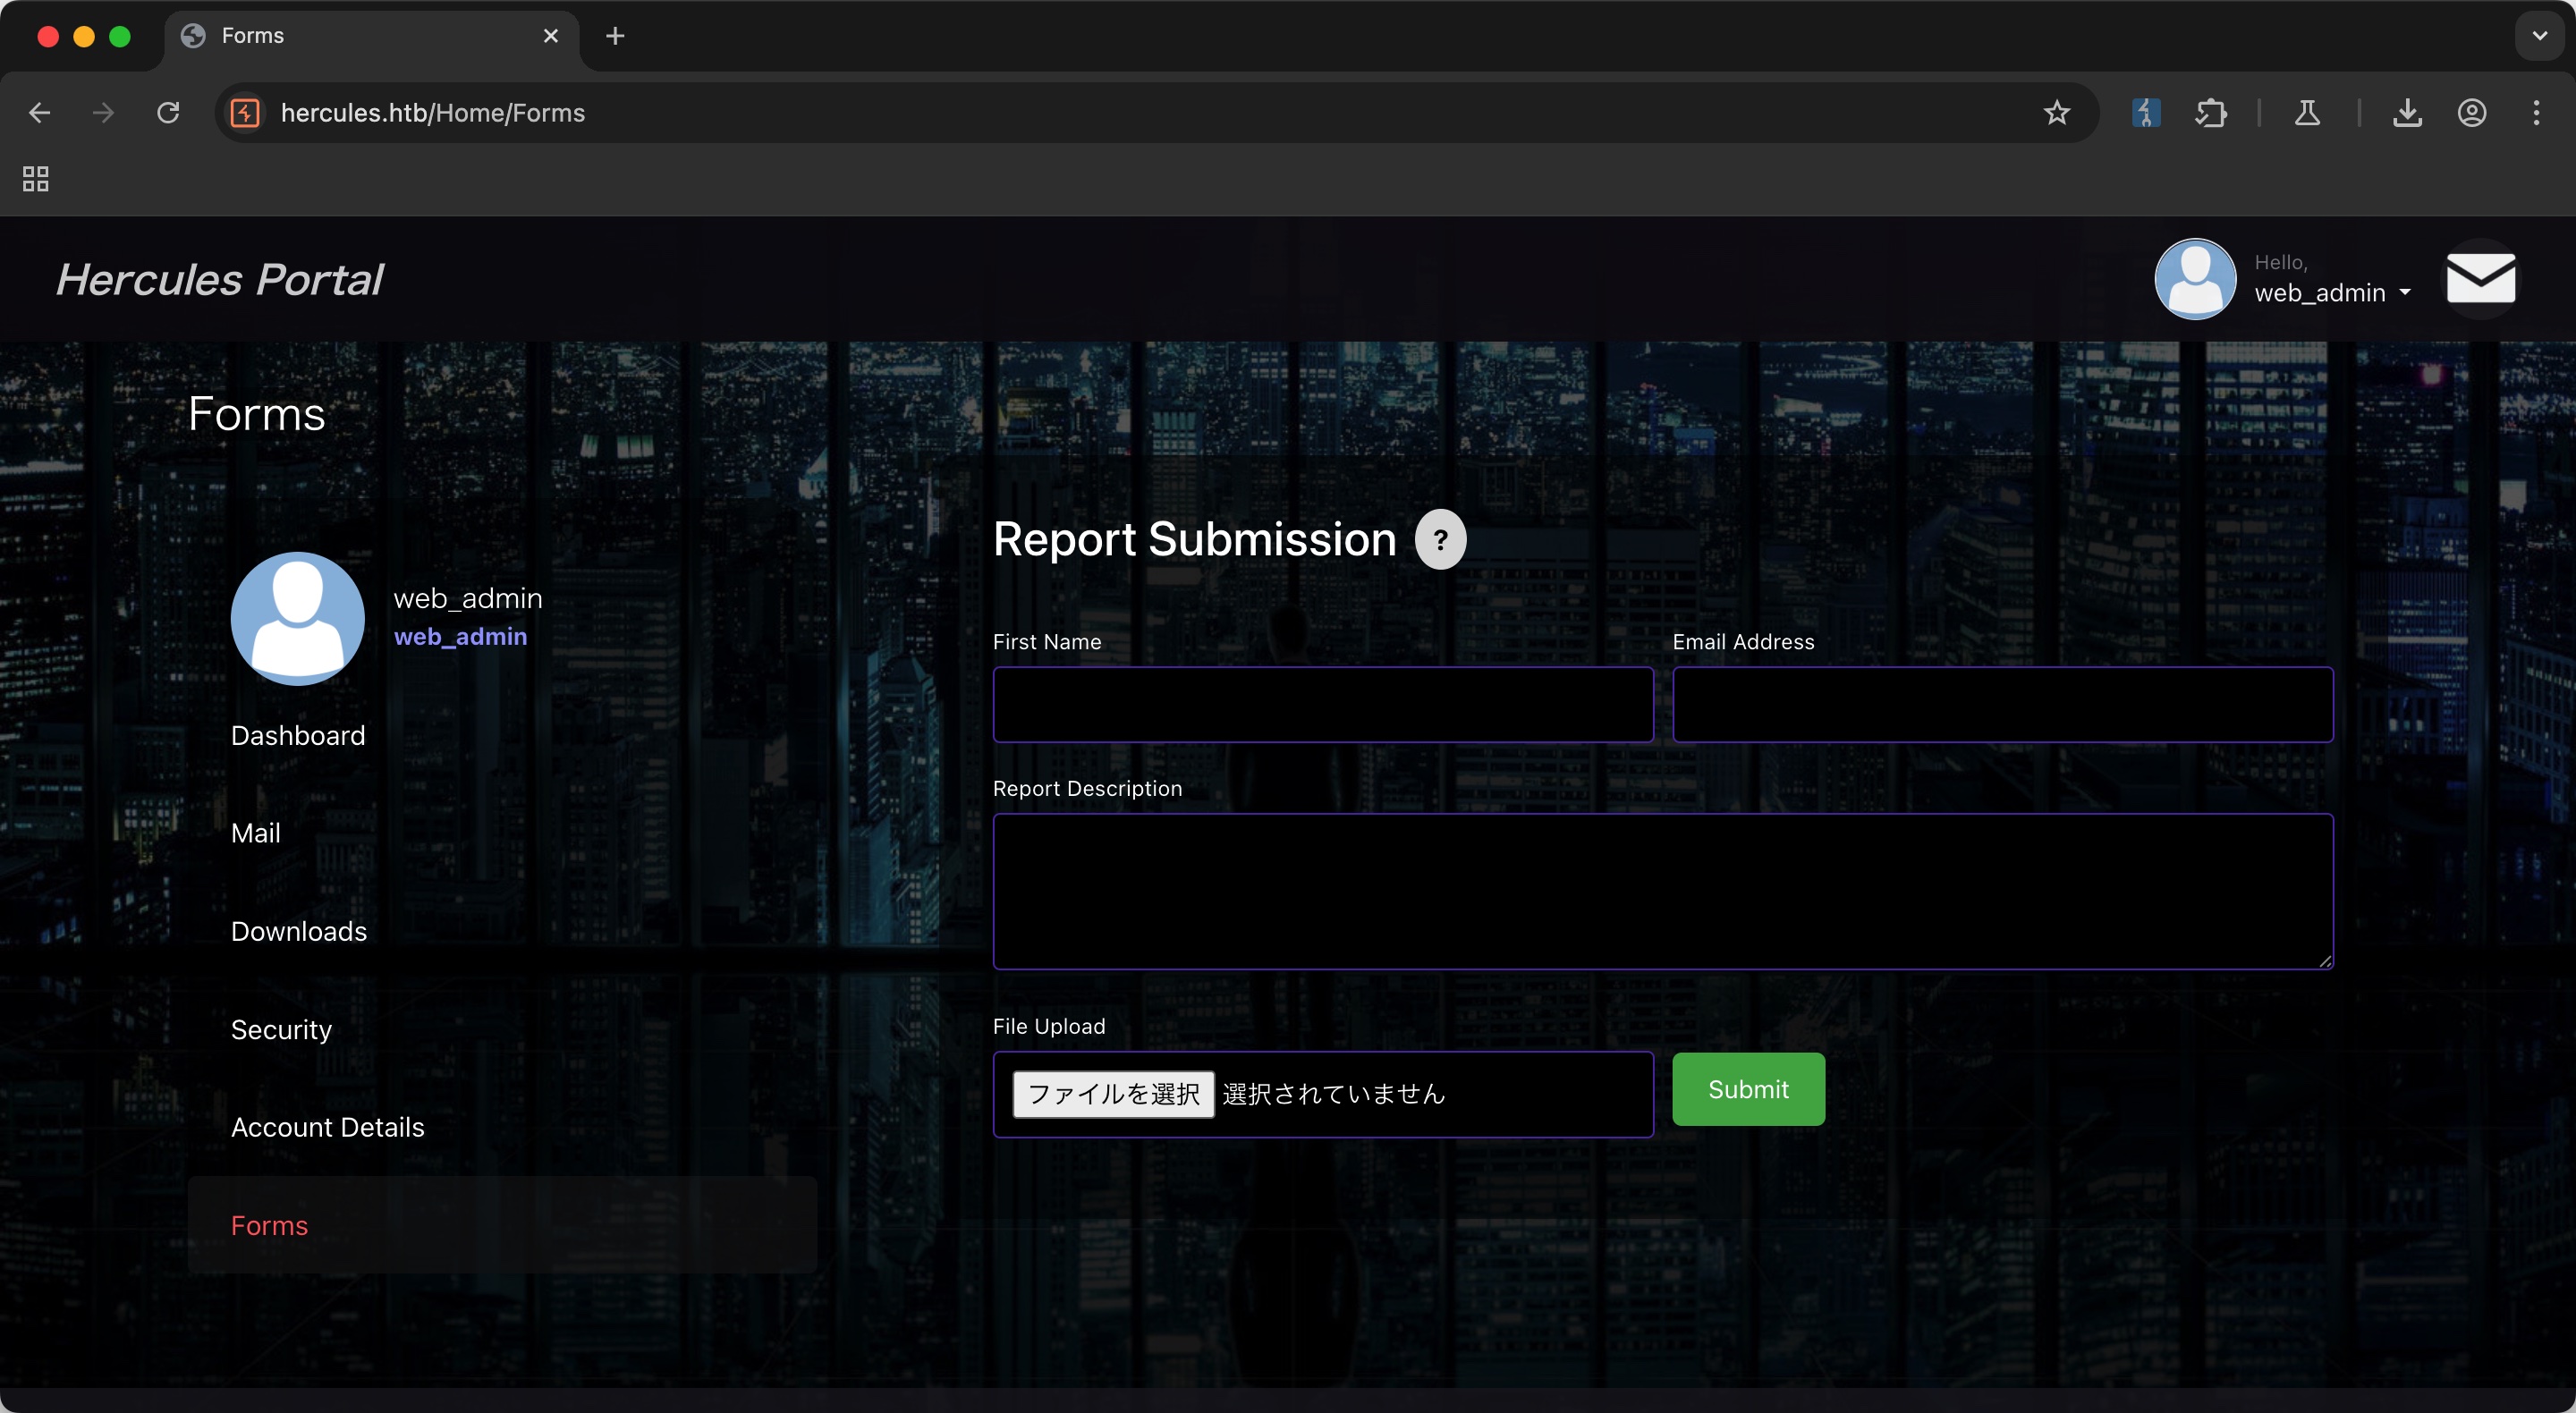 Forms
hercules.htb/Home/Forms
Hercules Portal
Hello,
web_admin
Forms
web_admin
web_admin
Dashboard
Mail
Downloads
Security
Account Details
Forms
Report Submission ?
First Name
Email Address
Report Description
File Upload
ファイルを選択 選択されていません
Submit